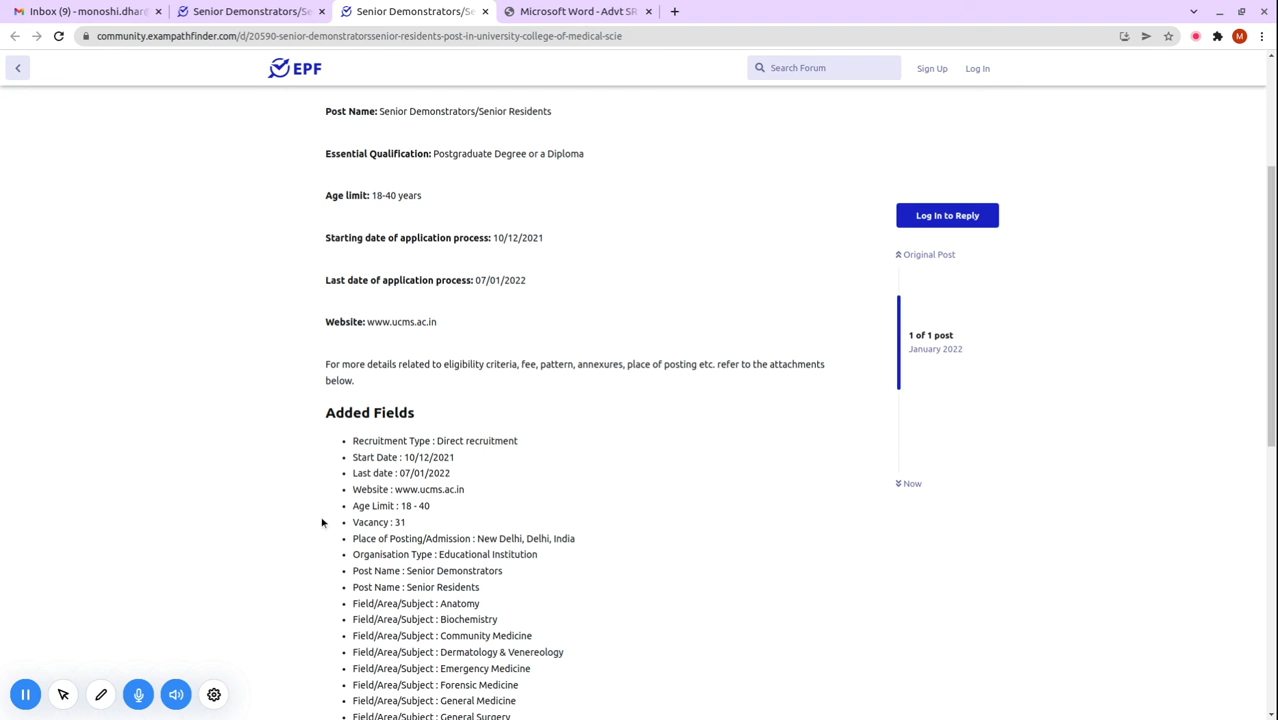 Inbox (9) - monoshi.dhar@
Senior Demonstrators/Se
Senior Demonstrators/Se
Microsoft Word - Advt SR
community.exampathfinder.com/d/20590-senior-demonstratorssenior-residents-post-in-university-college-of-medical-scie
M
EPF
Search Forum
Sign Up
Log In
Post Name: Senior Demonstrators/Senior Residents
Essential Qualification: Postgraduate Degree or a Diploma
Age limit: 18-40 years
Log In to Reply
Starting date of application process: 10/12/2021
Original Post
Last date of application process: 07/01/2022
Website: www.ucms.ac.in
1 of 1 post
January 2022
For more details related to eligibility criteria, fee, pattern, annexures, place of posting etc. refer to the attachments
below.
Added Fields
Recruitment Type : Direct recruitment
Start Date : 10/12/2021
Last date : 07/01/2022
Now
Website : www.ucms.ac.in
Age Limit : 18 - 40
Vacancy : 31
Place of Posting/Admission : New Delhi, Delhi, India
Organisation Type : Educational Institution
Post Name : Senior Demonstrators
Post Name : Senior Residents
Field/Area/Subject : Anatomy
Field/Area/Subject : Biochemistry
Field/Area/Subject : Community Medicine
Field/Area/Subject : Dermatology & Venereology
Field/Area/Subject : Emergency Medicine
Field/Area/Subject : Forensic Medicine
Field/Area/Subject : General Medicine
Field/Area/Subject : General Surgery